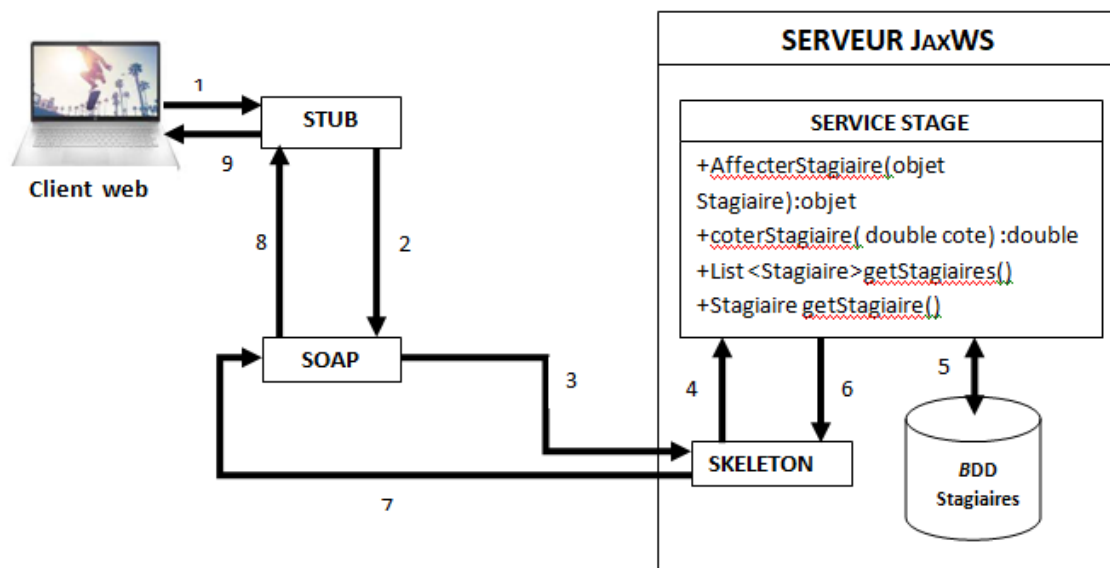 SERVEUR JAXWS
1
STUB
9
Client web
SERVICE STAGE
+AffecterStagiaire(objet
Stagiaire):objet
+coterStagiaire( double cote) :double
+List <Stagiaire>getStagiaires()
+Stagiaire getStagiaire()
8
2
SOAP
3
4
6
5
SKELETON
BDD
Stagiaires
7